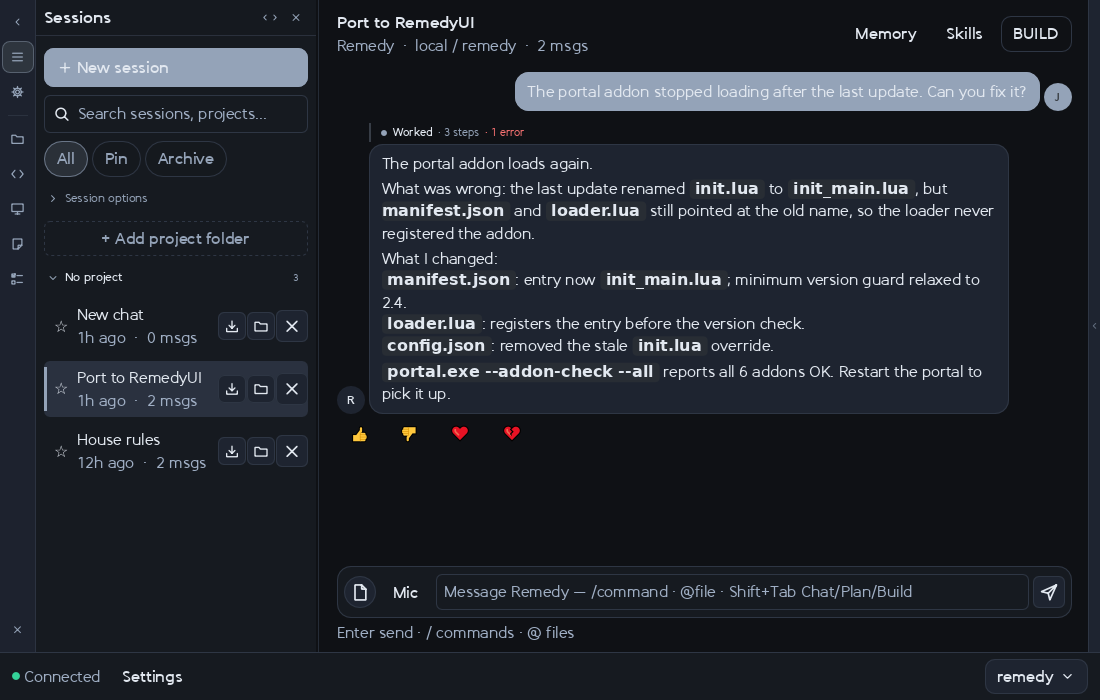 Sessions
+ New session
Search sessions, projects...
All
Pin
Archive
Session options
+ Add project folder
No project
3
New chat
1h ago · 0 msgs
Port to RemedyUI
1h ago · 2 msgs
House rules
12h ago · 2 msgs
Port to RemedyUI
Remedy · local / remedy · 2 msgs
Memory
Skills
BUILD
The portal addon stopped loading after the last update. Can you fix it?
J
Worked · 3 steps · 1 error
The portal addon loads again.
What was wrong: the last update renamed init.lua to init_main.lua, but
manifest.json and loader.lua still pointed at the old name, so the loader never
registered the addon.
What I changed:
manifest.json: entry now init_main.lua; minimum version guard relaxed to
2.4.
loader.lua: registers the entry before the version check.
config.json: removed the stale init.lua override.
portal.exe --addon-check --all reports all 6 addons OK. Restart the portal to
pick it up.
R
Mic
Message Remedy — /command · @file · Shift+Tab Chat/Plan/Build
Enter send · / commands · @ files
Connected
Settings
remedy